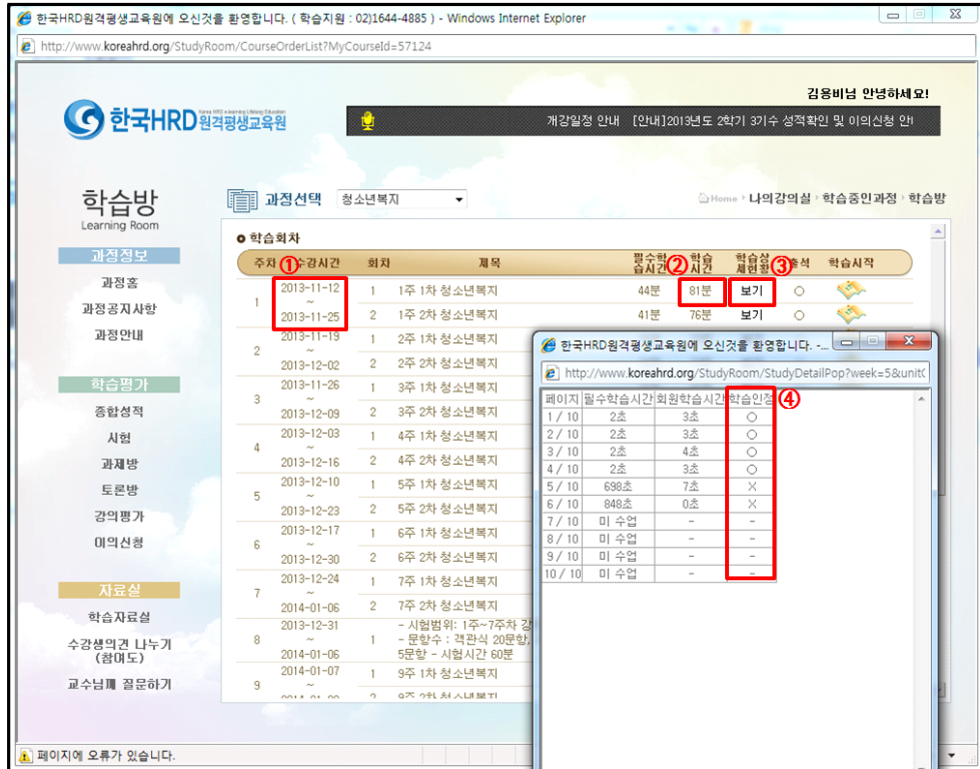 한국HRD원격평생교육원에 오신것을 환영합니다. ( 학습지원 : 02)1644-4885 ) - Windows Internet Explorer
http://www.koreahrd.org/StudyRoom/CourseOrderList?MyCourseId=57124
김용비님 안녕하세요!
한국HRD원격평생교육원
개강일정 안내 [안내]2013년도 2학기 3기수 성적확인 및 이의신청 안
학습방
Learning Room
과정선택 청소년복지
Home 나의강의실 학습중인과정 학습방
과정정보
과정홈
과정공지사항
과정안내
학습평가
종합성적
시험
과제방
토론방
강의평가
이의신청
자료실
학습자료실
수강생의견 나누기
(참여도)
교수님께 질문하기
학습회차
주차 ① 수강시간 회차 제목 필수학습시간 ② 학습시간 학습상세현황 ③ 출석 학습시작
1 2013-11-12 ~ 2013-11-25
1 1주 1차 청소년복지 44분 81분 보기 ○
2 1주 2차 청소년복지 41분 76분 보기 ○
2 2013-11-19 ~ 2013-12-02
1 2주 1차 청소년복지
2 2주 2차 청소년복지
3 2013-11-26 ~ 2013-12-09
1 3주 1차 청소년복지
2 3주 2차 청소년복지
4 2013-12-03 ~ 2013-12-16
1 4주 1차 청소년복지
2 4주 2차 청소년복지
5 2013-12-10 ~ 2013-12-23
1 5주 1차 청소년복지
2 5주 2차 청소년복지
6 2013-12-17 ~ 2013-12-30
1 6주 1차 청소년복지
2 6주 2차 청소년복지
7 2013-12-24 ~ 2014-01-06
1 7주 1차 청소년복지
2 7주 2차 청소년복지
8 2013-12-31 ~ 2014-01-06
1 - 시험범위: 1주~7주차 강
- 문항수 : 객관식 20문항,
5문항 - 시험시간 60분
9 2014-01-07 ~
1 9주 1차 청소년복지
2 9주 2차 청소년복지
한국HRD원격평생교육원에 오신것을 환영합니다. -...
http://www.koreahrd.org/StudyRoom/StudyDetailPop?week=5&unit
페이지 필수학습시간 회원학습시간 학습인정 ④
1 / 10 2초 3초 ○
2 / 10 2초 3초 ○
3 / 10 2초 4초 ○
4 / 10 2초 3초 ○
5 / 10 698초 7초 X
6 / 10 848초 0초 X
7 / 10 미 수업 - -
8 / 10 미 수업 - -
9 / 10 미 수업 - -
10 / 10 미 수업 - -
페이지에 오류가 있습니다.